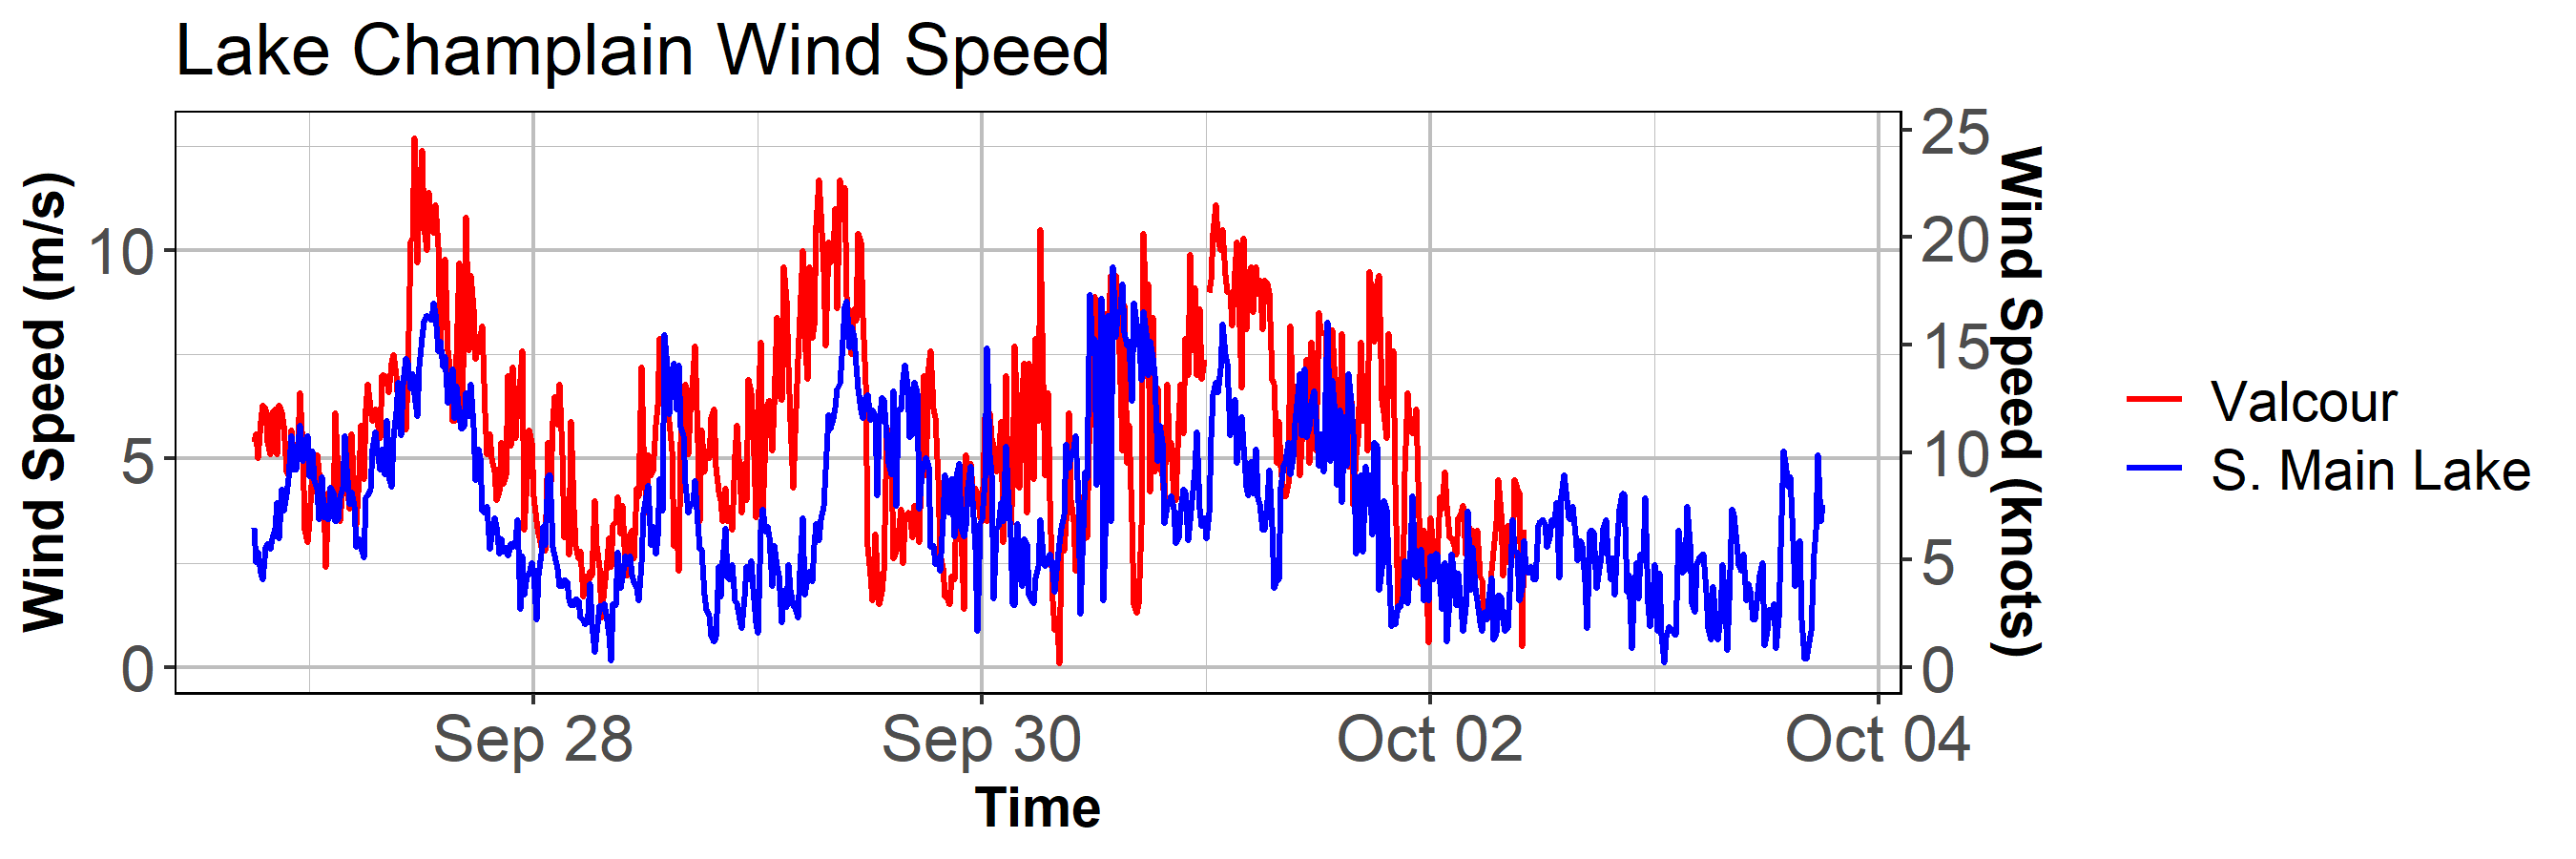 Lake Champlain Wind Speed
Wind Speed (m/s)
10
5
0
25
20
15
10
5
0
Wind Speed (knots)
Sep 28
Sep 30
Oct 02
Oct 04
Time
Valcour
S. Main Lake